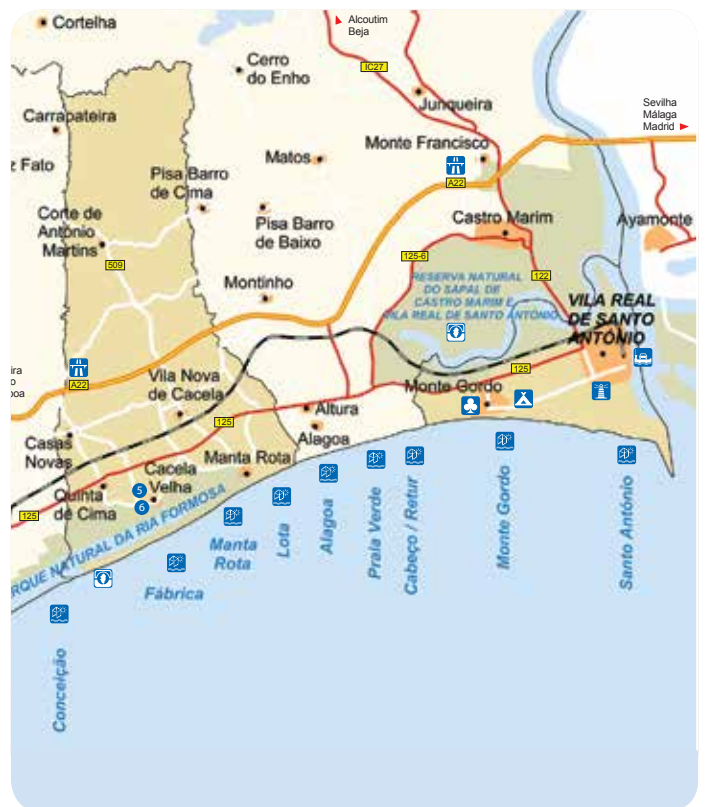 Cortelha
Alcoutim
Beja
Cerro
do Enho
IC27
Junqueira
Sevilha
Málaga
Madrid
Carrapateira
Fato
Matos
Monte Francisco
Pisa Barro
de Cima
A22
Corte de
António
Martins
Pisa Barro
de Baixo
Castro Marim
Ayamonte
125-6
509
122
Montinho
RESERVA NATURAL
DO SAPAL DE
CASTRO MARIM E
VILA REAL DE SANTO ANTÓNIO
VILA REAL
DE SANTO
ANTÓNIO
A22
Vila Nova
de Cacela
125
Monte Gordo
125
Altura
Alagoa
Casas
Novas
Cacela
Velha
Manta Rota
5
6
Quinta
de Cima
125
RQUE NATURAL DA RIA FORMOSA
Conceição
Fábrica
Manta
Rota
Lota
Alagoa
Praia Verde
Cabeço / Retur
Monte Gordo
Santo António